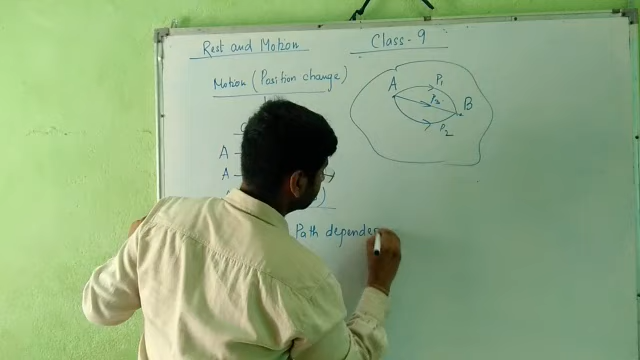 Rest and Motion
Class-9
Motion (Position change)
A P1
P3 B
P2
A -
A -
)
Path depende